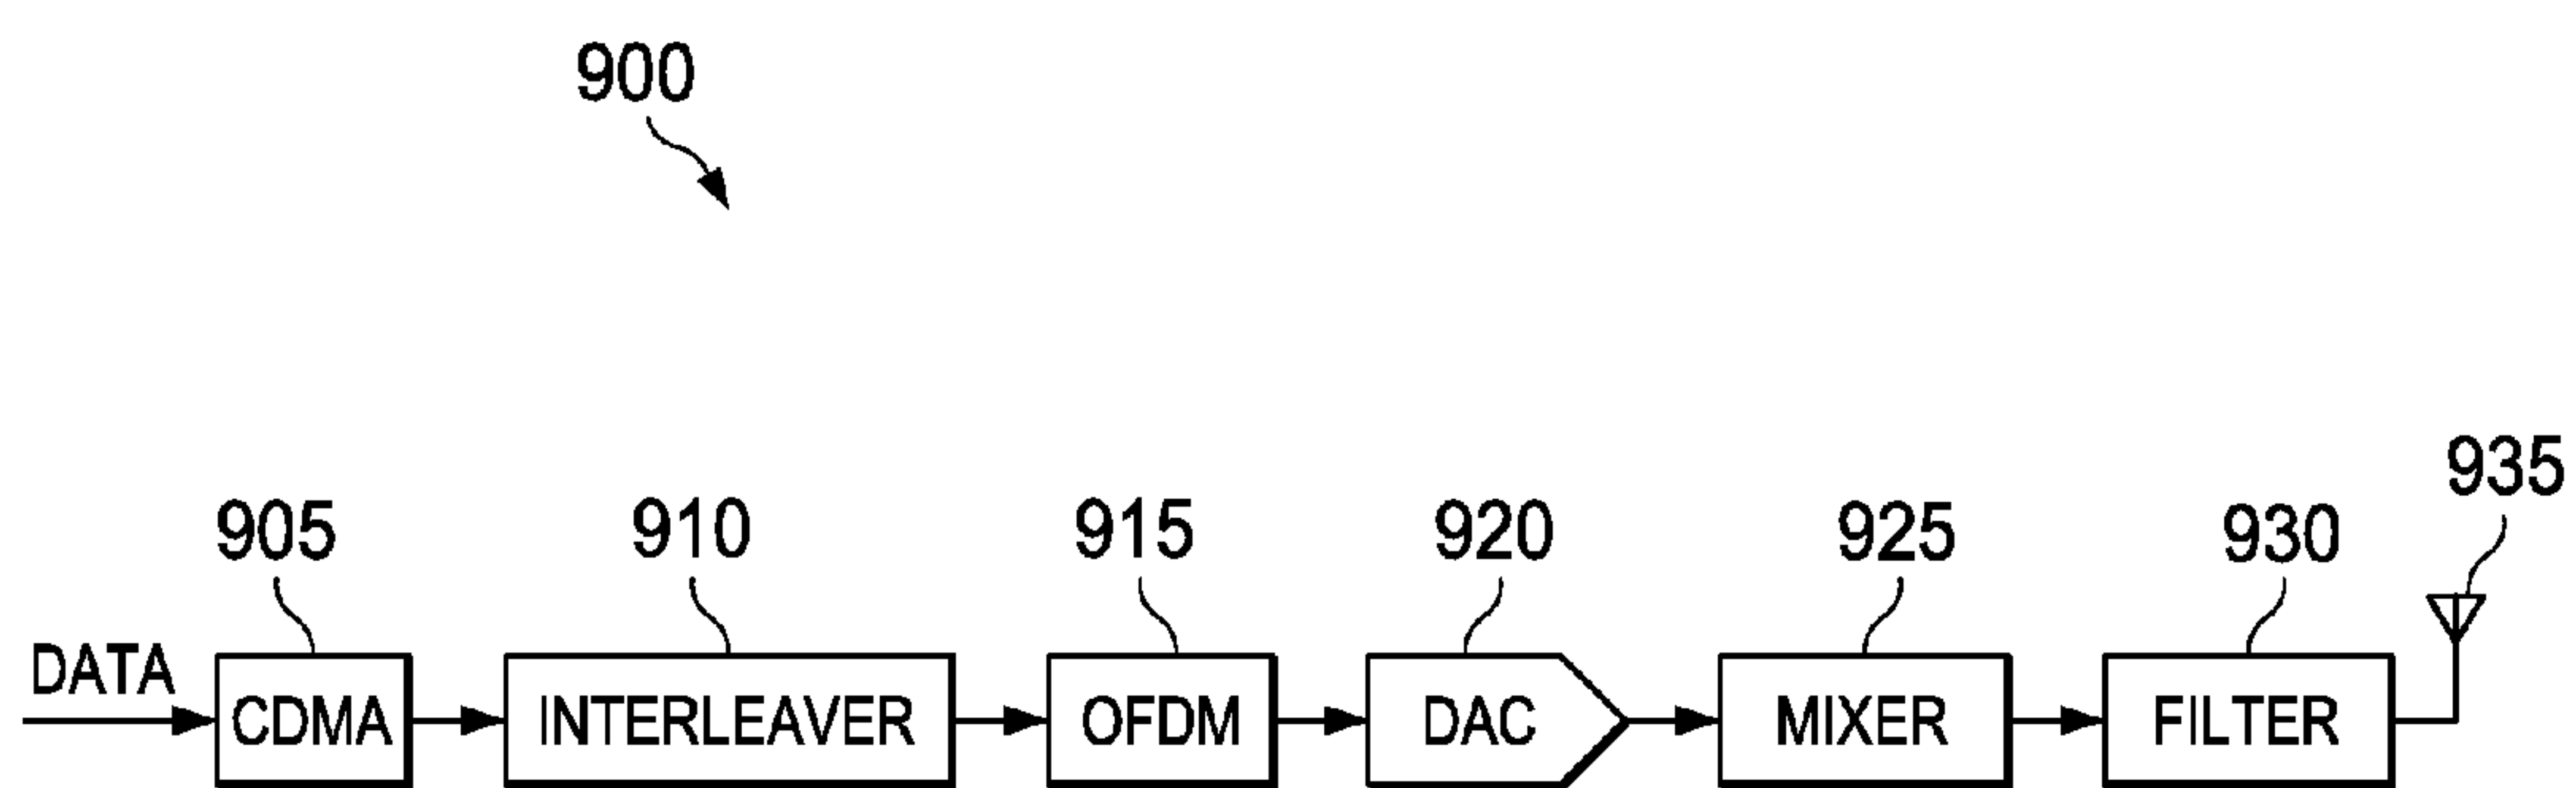 900
935
905 910 915 920 925 930
DATA
CDMA INTERLEAVER OFDM DAC MIXER FILTER